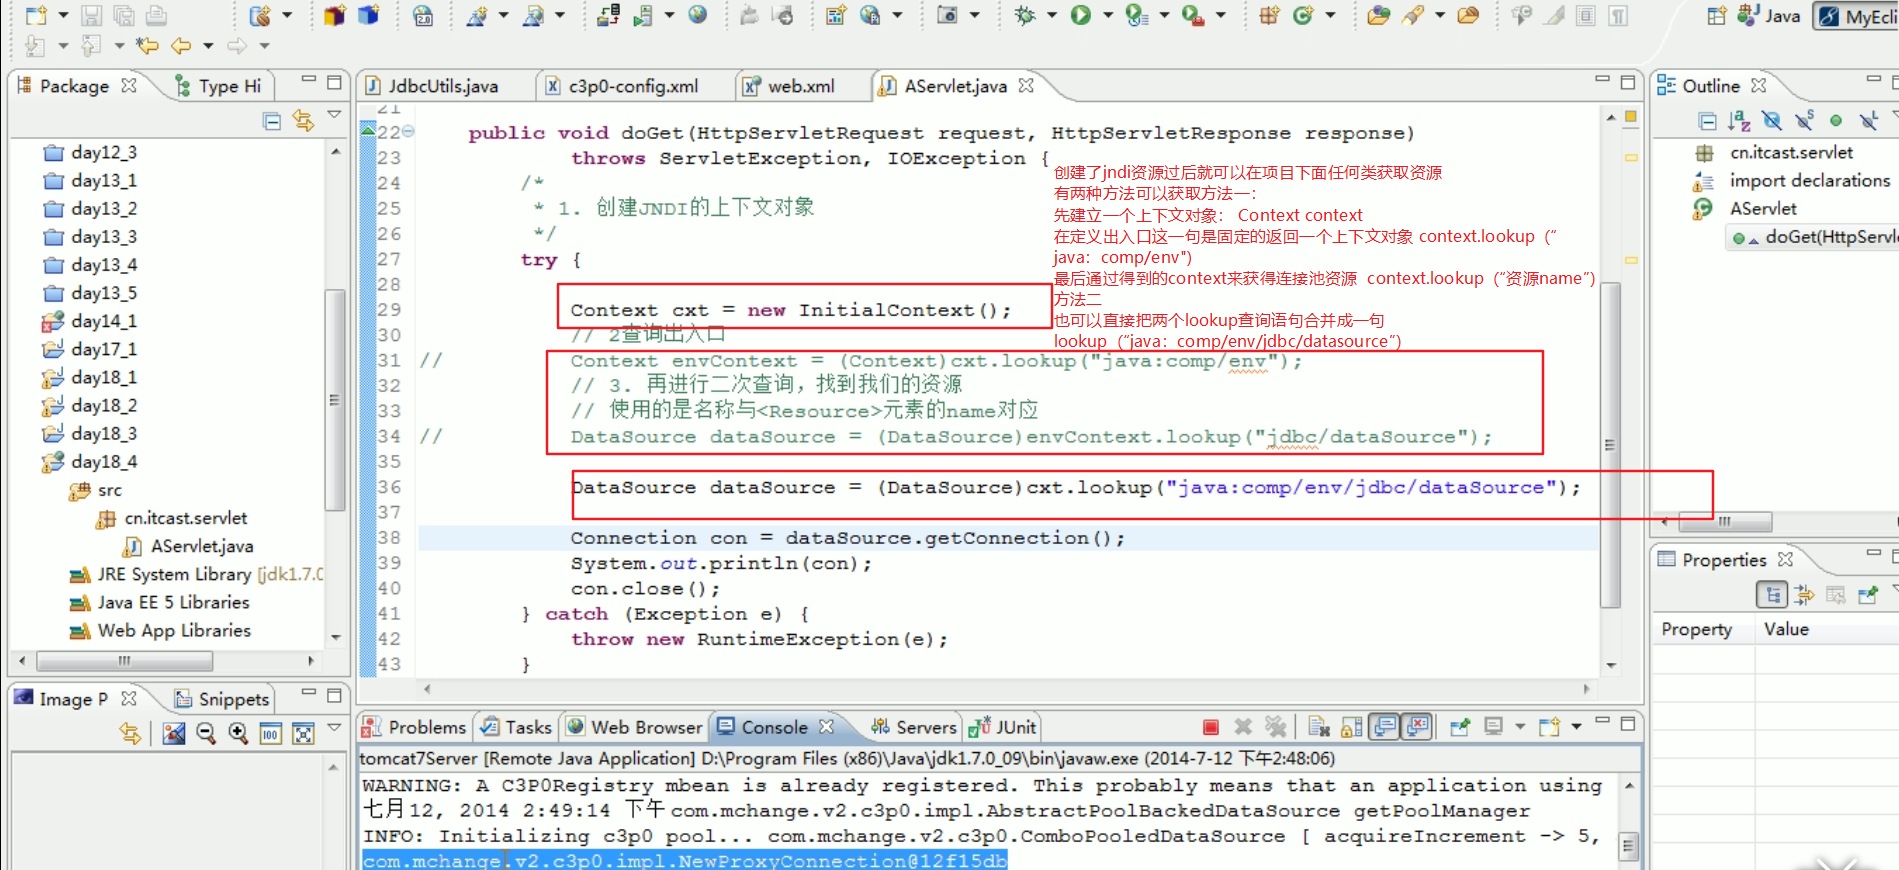 Java
MyEcli
Package
Type Hi
JdbcUtils.java
c3p0-config.xml
web.xml
AServlet.java
Outline
day12_3
day13_1
day13_2
day13_3
day13_4
day13_5
day14_1
day17_1
day18_1
day18_2
day18_3
day18_4
src
cn.itcast.servlet
AServlet.java
JRE System Library [jdk1.7.0
Java EE 5 Libraries
Web App Libraries
21
22 public void doGet(HttpServletRequest request, HttpServletResponse response)
23 throws ServletException, IOException {
24 /*
25 * 1. 创建JNDI的上下文对象
26 */
27 try {
28
29 Context cxt = new InitialContext();
30 // 2查询出入口
31 // Context envContext = (Context)cxt.lookup("java:comp/env");
32 // 3. 再进行二次查询，找到我们的资源
33 // 使用的是名称与<Resource>元素的name对应
34 // DataSource dataSource = (DataSource)envContext.lookup("jdbc/dataSource");
35
36 DataSource dataSource = (DataSource)cxt.lookup("java:comp/env/jdbc/dataSource");
37
38 Connection con = dataSource.getConnection();
39 System.out.println(con);
40 con.close();
41 } catch (Exception e) {
42 throw new RuntimeException(e);
43 }
创建了jndi资源过后就可以在项目下面任何类获取资源
有两种方法可以获取方法一：
先建立一个上下文对象： Context context
在定义出入口这一句是固定的返回一个上下文对象 context.lookup（“
java：comp/env"）
最后通过得到的context来获得连接池资源 context.lookup（“资源name”）
方法二
也可以直接把两个lookup查询语句合并成一句
lookup（“java：comp/env/jdbc/datasource”）
cn.itcast.servlet
import declarations
AServlet
doGet(HttpServle
Properties
Property Value
Image P
Snippets
Problems
Tasks
Web Browser
Console
Servers
JUnit
tomcat7Server [Remote Java Application] D:\Program Files (x86)\Java\jdk1.7.0_09\bin\javaw.exe (2014-7-12 下午2:48:06)
WARNING: A C3P0Registry mbean is already registered. This probably means that an application using
七月12, 2014 2:49:14 下午 com.mchange.v2.c3p0.impl.AbstractPoolBackedDataSource getPoolManager
INFO: Initializing c3p0 pool... com.mchange.v2.c3p0.ComboPooledDataSource [ acquireIncrement -> 5,
com.mchange.v2.c3p0.impl.NewProxyConnection@12f15db